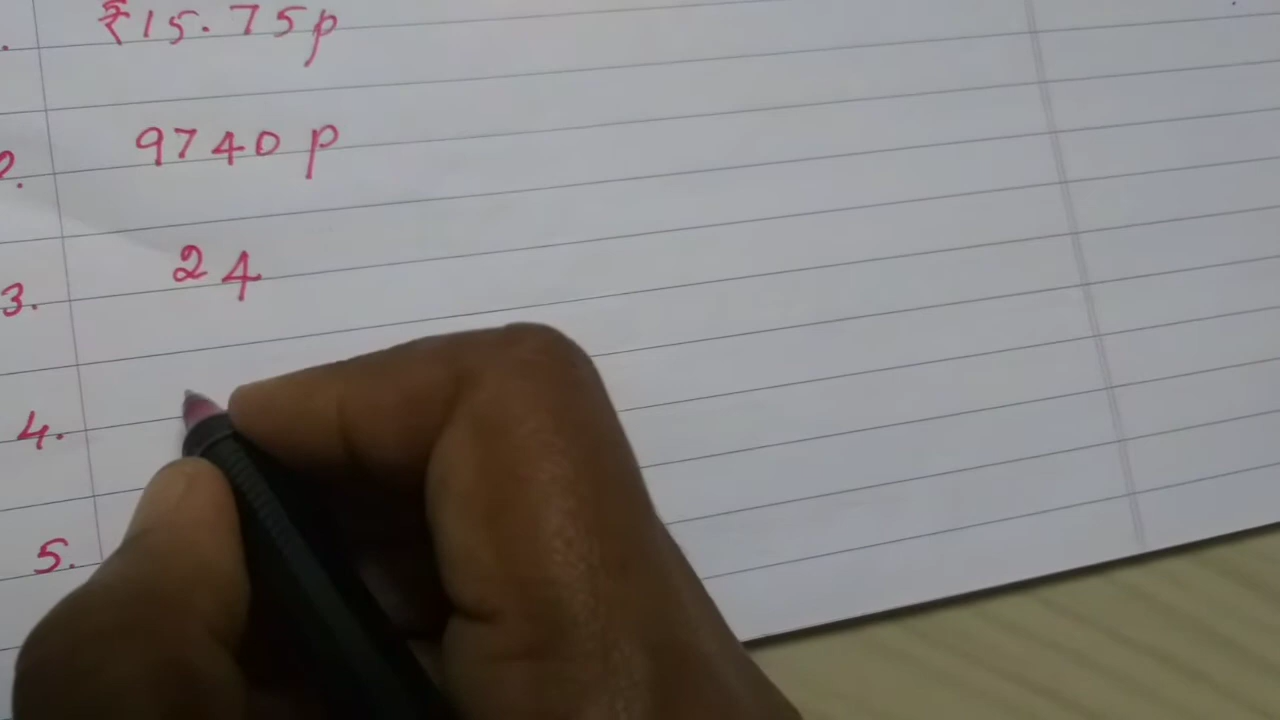 . ₹15.75p
2. 9740 p
3. 24
4.
5.